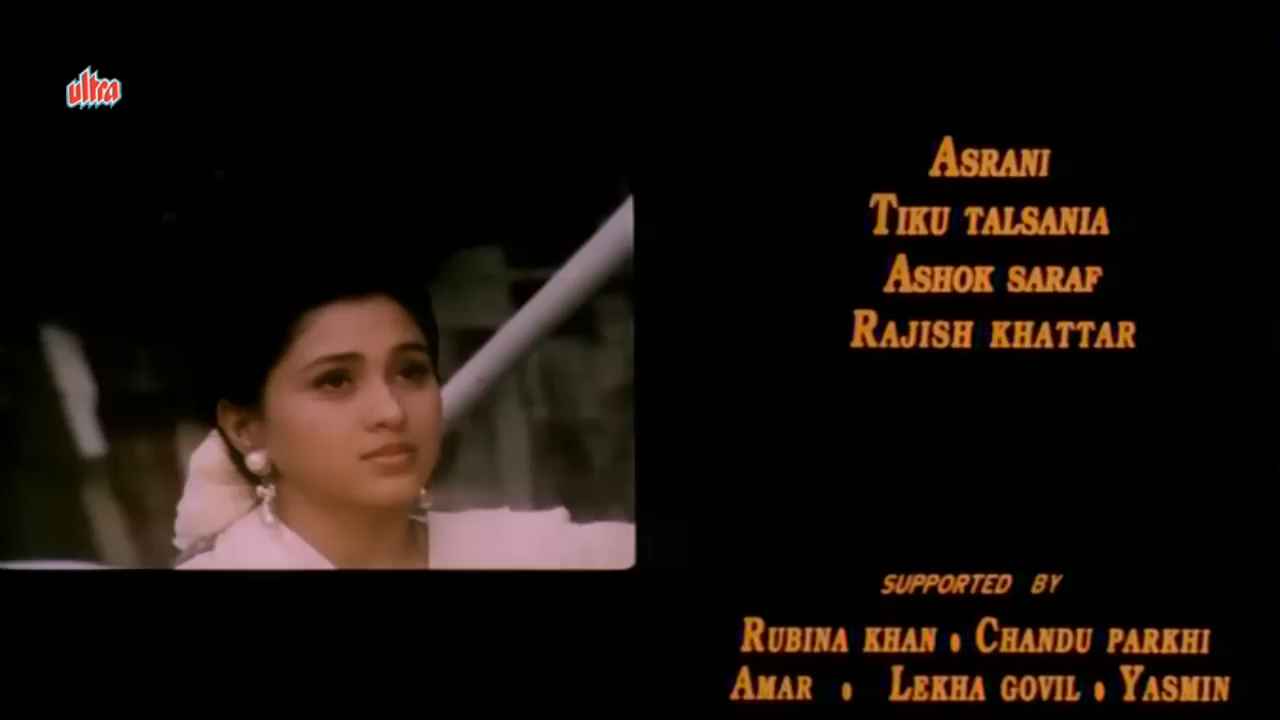 ultra
ASRANI
TIKU TALSANIA
ASHOK SARAF
RAJISH KHATTAR
SUPPORTED BY
RUBINA KHAN • CHANDU PARKHI
AMAR • LEKHA GOVIL • YASMIN